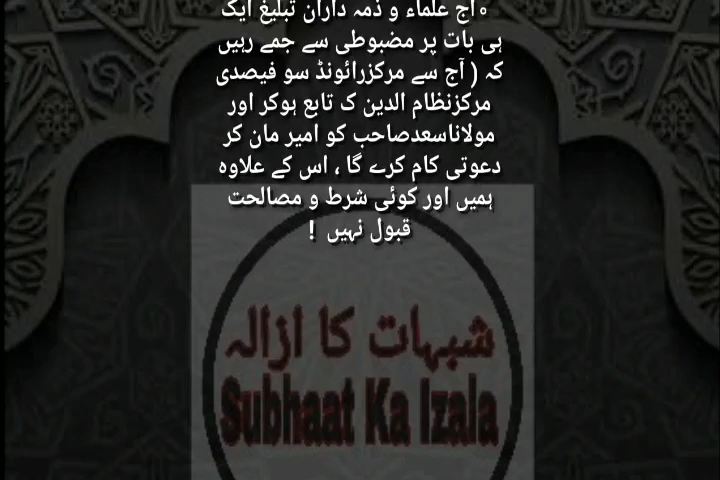 ۰ آج علماء و ذمہ داران تبلیغ ایک
ہی بات پر مضبوطی سے جمے رہیں
کہ ( آج سے مرکزرائونڈ سو فیصدی
مرکزنظام الدین ک تابع ہوکر اور
مولاناسعدصاحب کو امیر مان کر
دعوتی کام کرے گا ، اس کے علاوہ
ہمیں اور کوئی شرط و مصالحت
قبول نہیں !
شبہات کا ازالہ
Subhaat Ka Izala